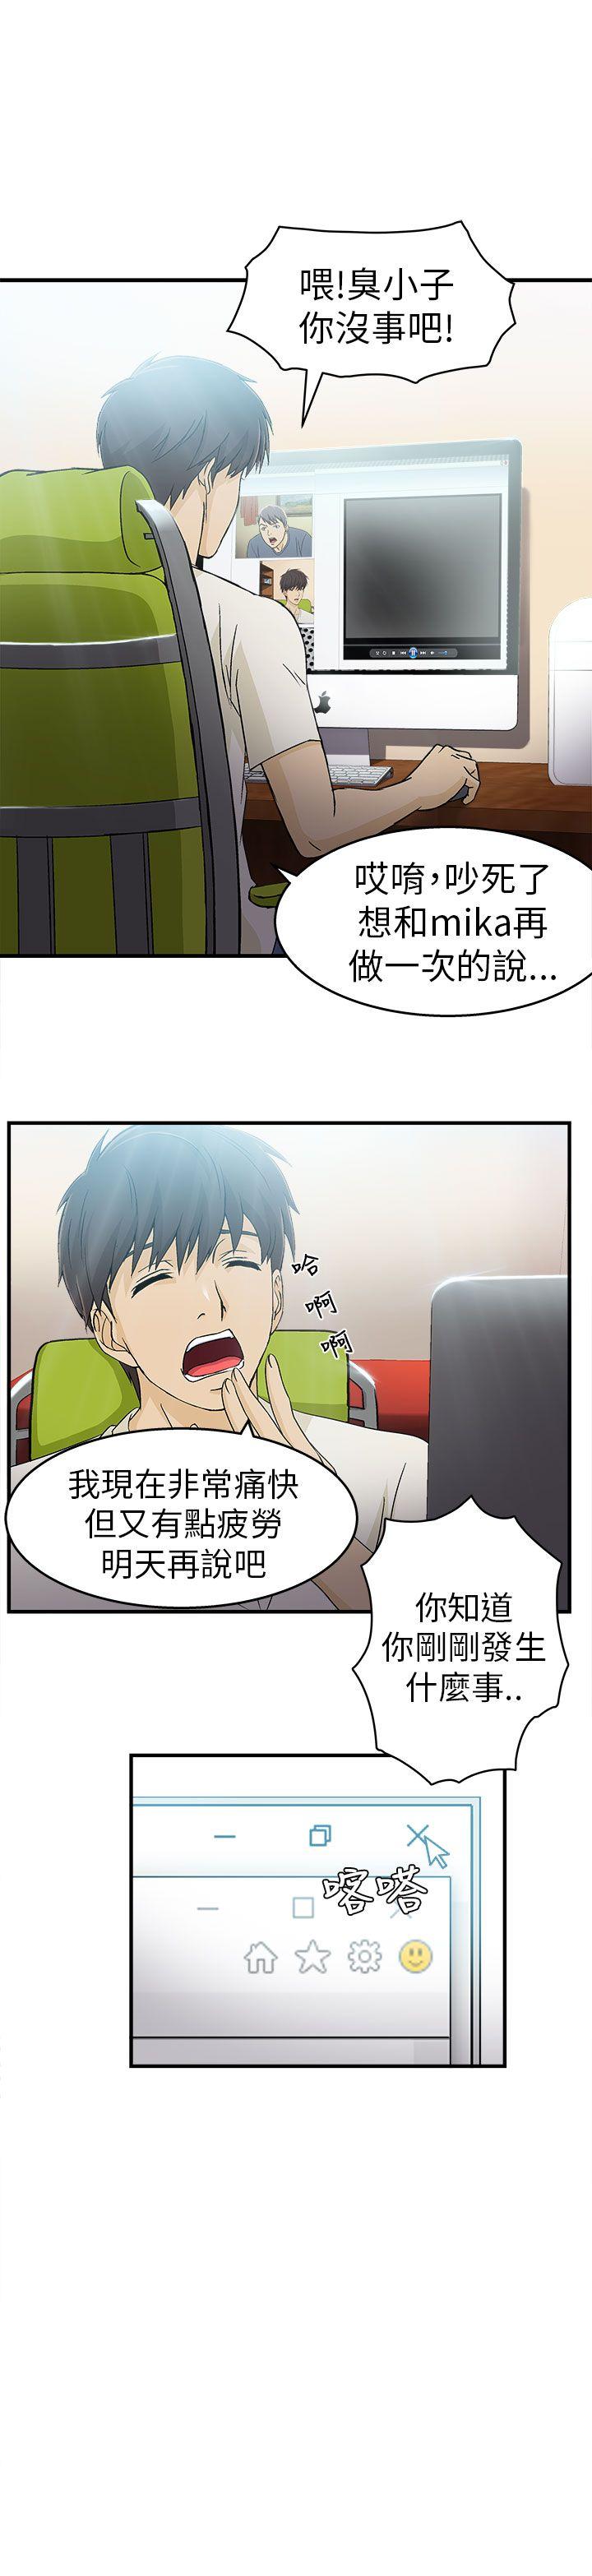 喂!臭小子
你沒事吧!
哎唷，吵死了
想和mika再
做一次的說...
哈
啊
啊
我現在非常痛快
但又有點疲勞
明天再說吧
你知道
你剛剛發生
什麼事..
喀嗒